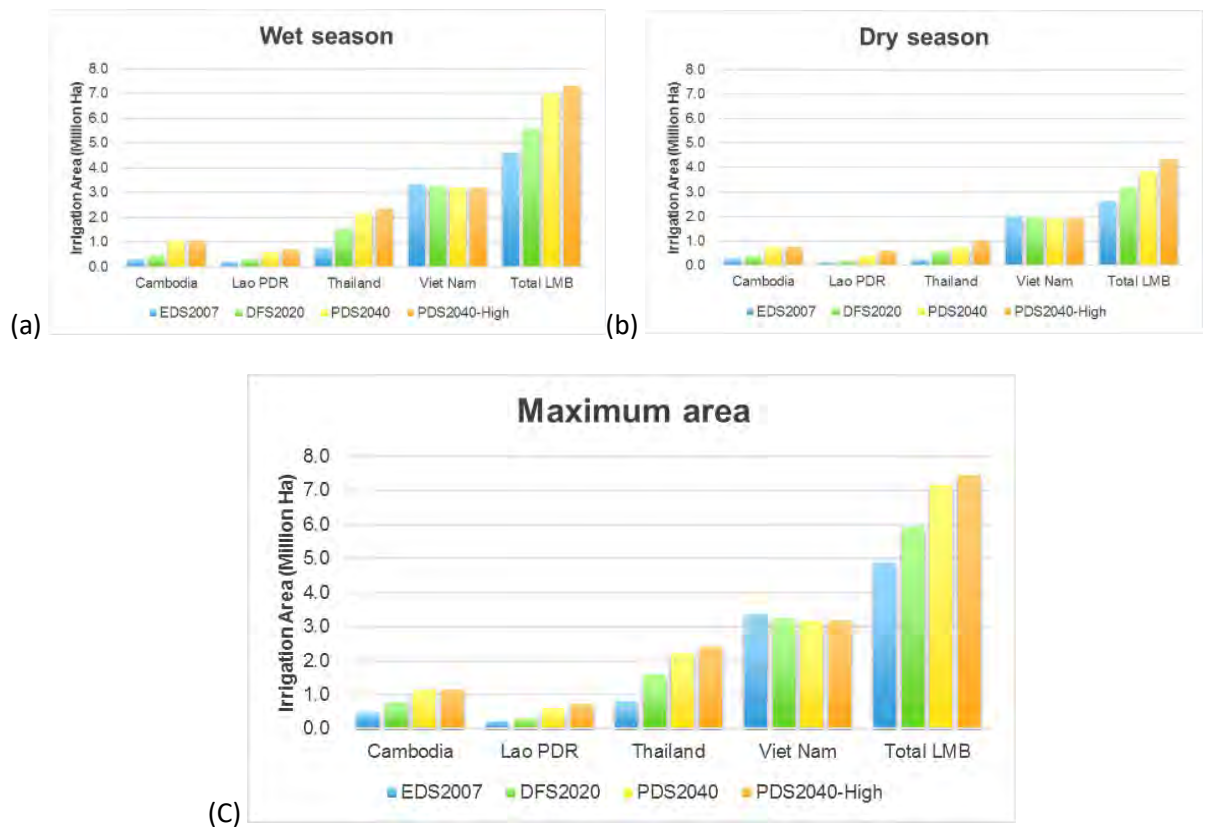 Wet season
Irrigation Area (Million Ha)
8.0
7.0
6.0
5.0
4.0
3.0
2.0
1.0
0.0
Cambodia Lao PDR Thailand Viet Nam Total LMB
EDS2007 DFS2020 PDS2040 PDS2040-High
(a)
Dry season
Irrigation Area (Million Ha)
8.0
7.0
6.0
5.0
4.0
3.0
2.0
1.0
0.0
Cambodia Lao PDR Thailand Viet Nam Total LMB
EDS2007 DFS2020 PDS2040 PDS2040-High
(b)
Maximum area
Irrigation Area (Million Ha)
8.0
7.0
6.0
5.0
4.0
3.0
2.0
1.0
0.0
Cambodia Lao PDR Thailand Viet Nam Total LMB
EDS2007 DFS2020 PDS2040 PDS2040-High
(C)